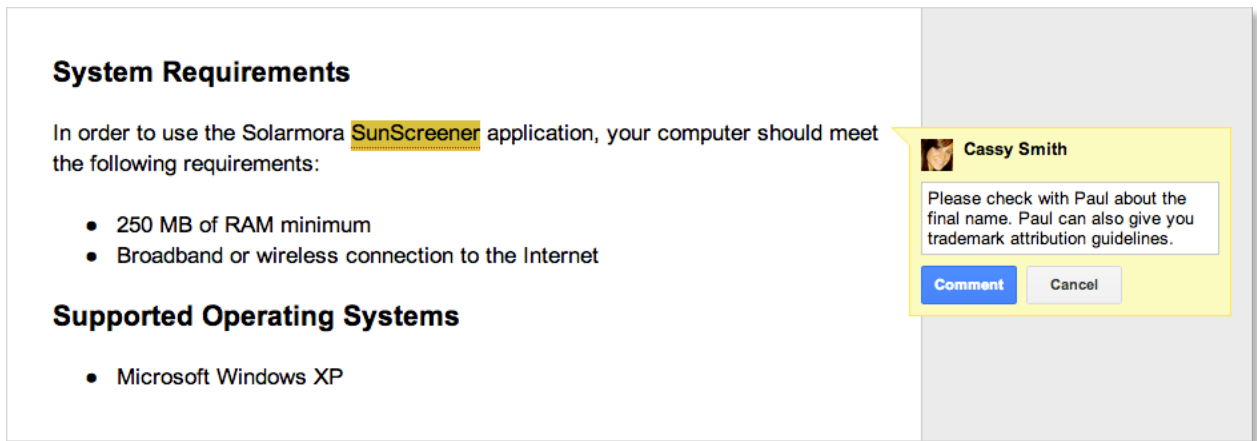 System Requirements
In order to use the Solarmora SunScreener application, your computer should meet
the following requirements:
● 250 MB of RAM minimum
● Broadband or wireless connection to the Internet
Supported Operating Systems
● Microsoft Windows XP
Cassy Smith
Please check with Paul about the
final name. Paul can also give you
trademark attribution guidelines.
Comment Cancel